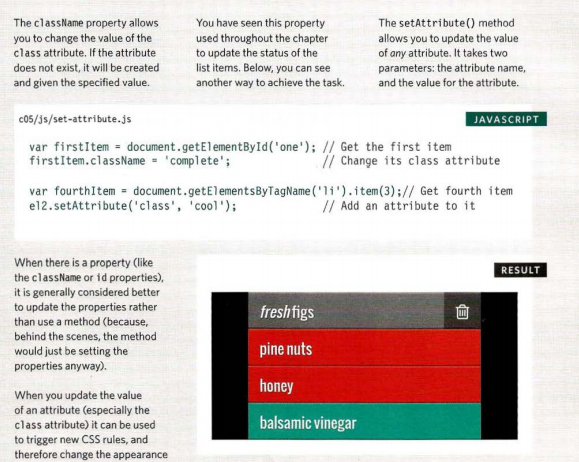 The className property allows
you to change the value of the
class attribute. If the attribute
does not exist, it will be created
and given the specified value.
You have seen this property
used throughout the chapter
to update the status of the
list items. Below, you can see
another way to achieve the task.
The setAttribute() method
allows you to update the value
of any attribute. It takes two
parameters: the attribute name,
and the value for the attribute.
c05/js/set-attribute.js
JAVASCRIPT
var firstItem = document.getElementById('one'); // Get the first item
firstItem.className = 'complete'; // Change its class attribute
var fourthItem = document.getElementsByTagName('li').item(3);// Get fourth item
el2.setAttribute('class', 'cool'); // Add an attribute to it
When there is a property (like
the className or id properties),
it is generally considered better
to update the properties rather
than use a method (because,
behind the scenes, the method
would just be setting the
properties anyway).
When you update the value
of an attribute (especially the
class attribute) it can be used
to trigger new CSS rules, and
therefore change the appearance
RESULT
fresh figs
pine nuts
honey
balsamic vinegar